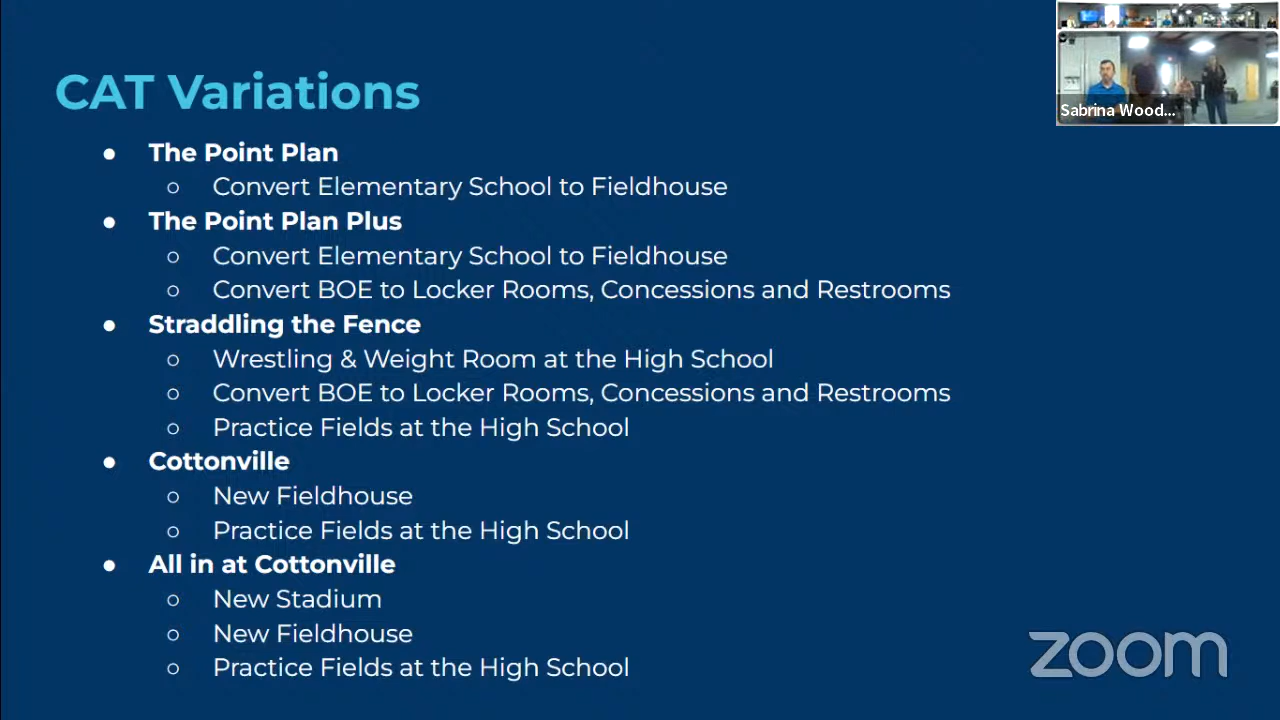 CAT Variations
● The Point Plan
○ Convert Elementary School to Fieldhouse
● The Point Plan Plus
○ Convert Elementary School to Fieldhouse
○ Convert BOE to Locker Rooms, Concessions and Restrooms
● Straddling the Fence
○ Wrestling & Weight Room at the High School
○ Convert BOE to Locker Rooms, Concessions and Restrooms
○ Practice Fields at the High School
● Cottonville
○ New Fieldhouse
○ Practice Fields at the High School
● All in at Cottonville
○ New Stadium
○ New Fieldhouse
○ Practice Fields at the High School
Sabrina Wood...
zoom